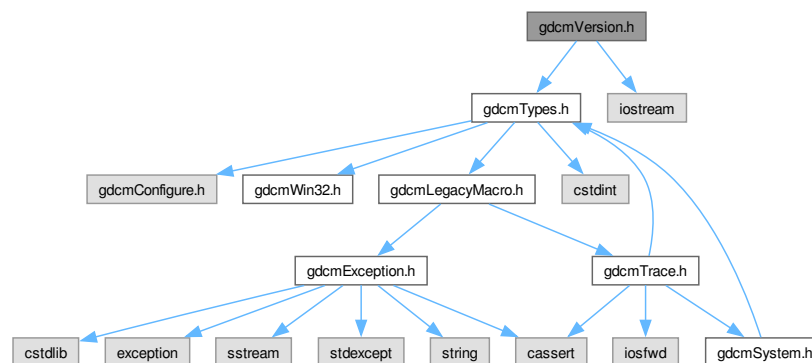 gdcmVersion.h
gdcmTypes.h
iostream
gdcmConfigure.h
gdcmWin32.h
gdcmLegacyMacro.h
cstdint
gdcmException.h
gdcmTrace.h
cstdlib
exception
sstream
stdexcept
string
cassert
iosfwd
gdcmSystem.h